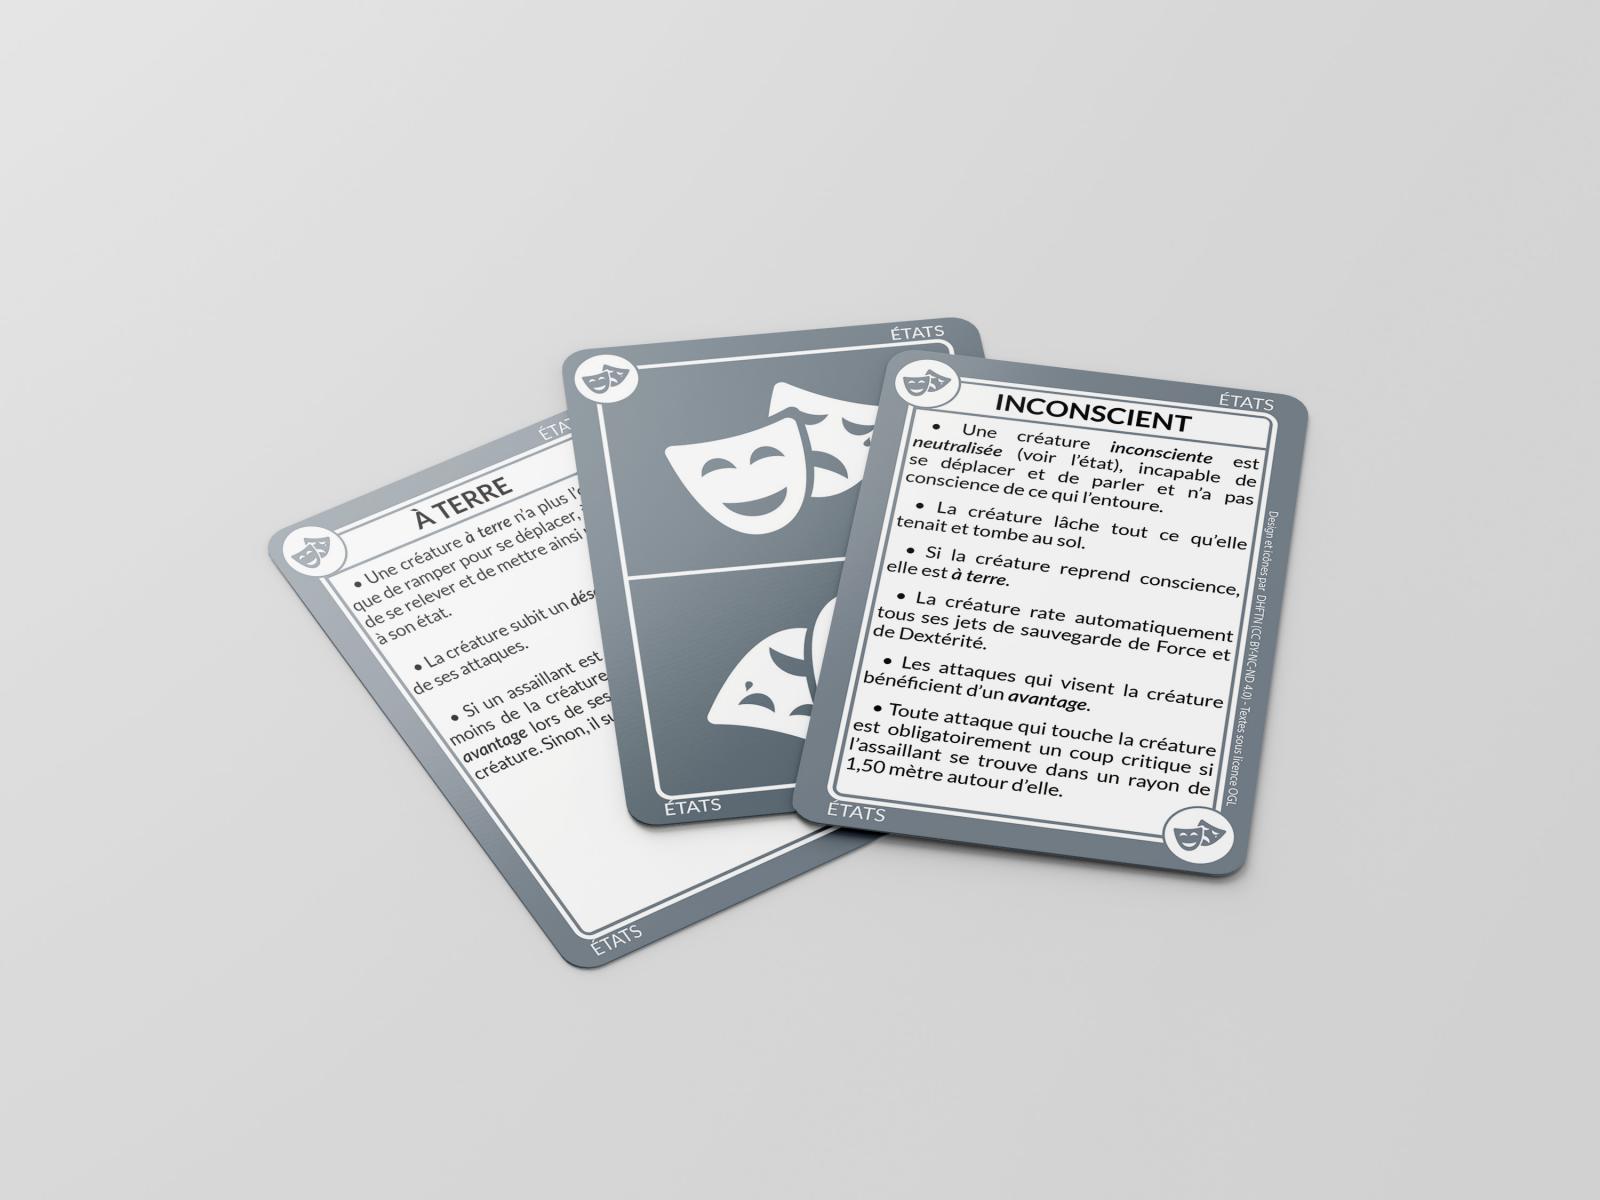 ÉTATS
À TERRE
• Une créature à terre n'a plus
que de ramper pour se déplacer,
de se relever et de mettre ainsi
à son état.
• La créature subit un
de ses attaques.
• Si un assaillant est
moins de la créature
avantage lors de ses
créature. Sinon, il
ÉTATS
ÉTATS
ÉTATS
ÉTATS
INCONSCIENT
• Une créature inconsciente est
neutralisée (voir l'état), incapable de
se déplacer et de parler et n'a pas
conscience de ce qui l'entoure.
• La créature lâche tout ce qu'elle
tenait et tombe au sol.
• Si la créature reprend conscience,
elle est à terre.
• La créature rate automatiquement
tous ses jets de sauvegarde de Force et
de Dextérité.
• Les attaques qui visent la créature
bénéficient d'un avantage.
• Toute attaque qui touche la créature
est obligatoirement un coup critique si
l'assaillant se trouve dans un rayon de
1,50 mètre autour d'elle.
ÉTATS
Design et icônes par DHFTN (CC BY-NC-ND 4.0) - Textes sous licence OGL